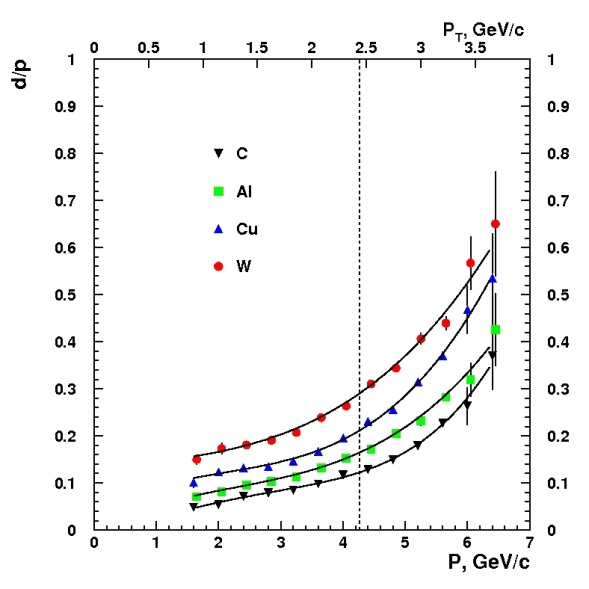 P_T, GeV/c
0 0.5 1 1.5 2 2.5 3 3.5
d/p
1 1
0.9 0.9
0.8 0.8
C
0.7 0.7
Al
Cu
0.6 0.6
W
0.5 0.5
0.4 0.4
0.3 0.3
0.2 0.2
0.1 0.1
0 0
0 1 2 3 4 5 6 7
P, GeV/c